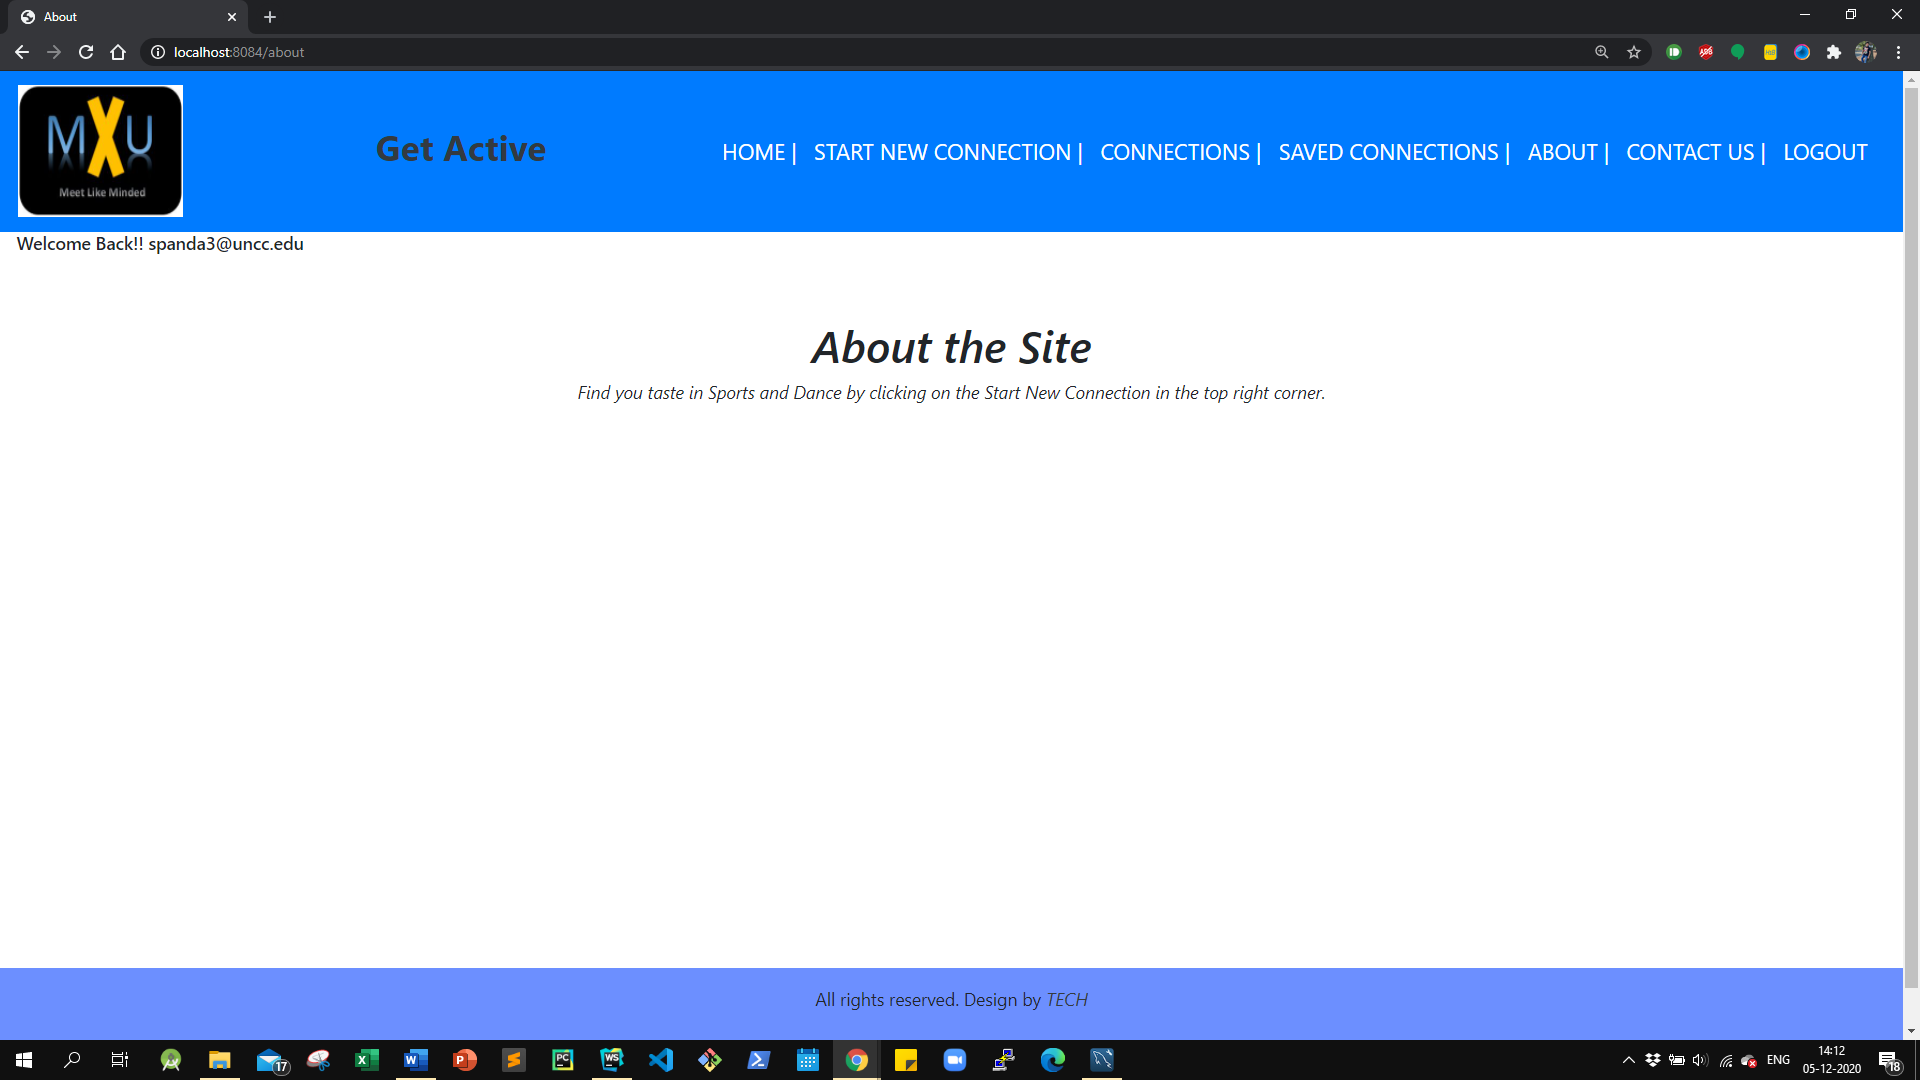 About
localhost:8084/about
MXU
Meet Like Minded
Get Active
HOME | START NEW CONNECTION | CONNECTIONS | SAVED CONNECTIONS | ABOUT | CONTACT US | LOGOUT
Welcome Back!! spanda3@uncc.edu
About the Site
Find you taste in Sports and Dance by clicking on the Start New Connection in the top right corner.
All rights reserved. Design by TECH
17
ENG
14:12
05-12-2020
18